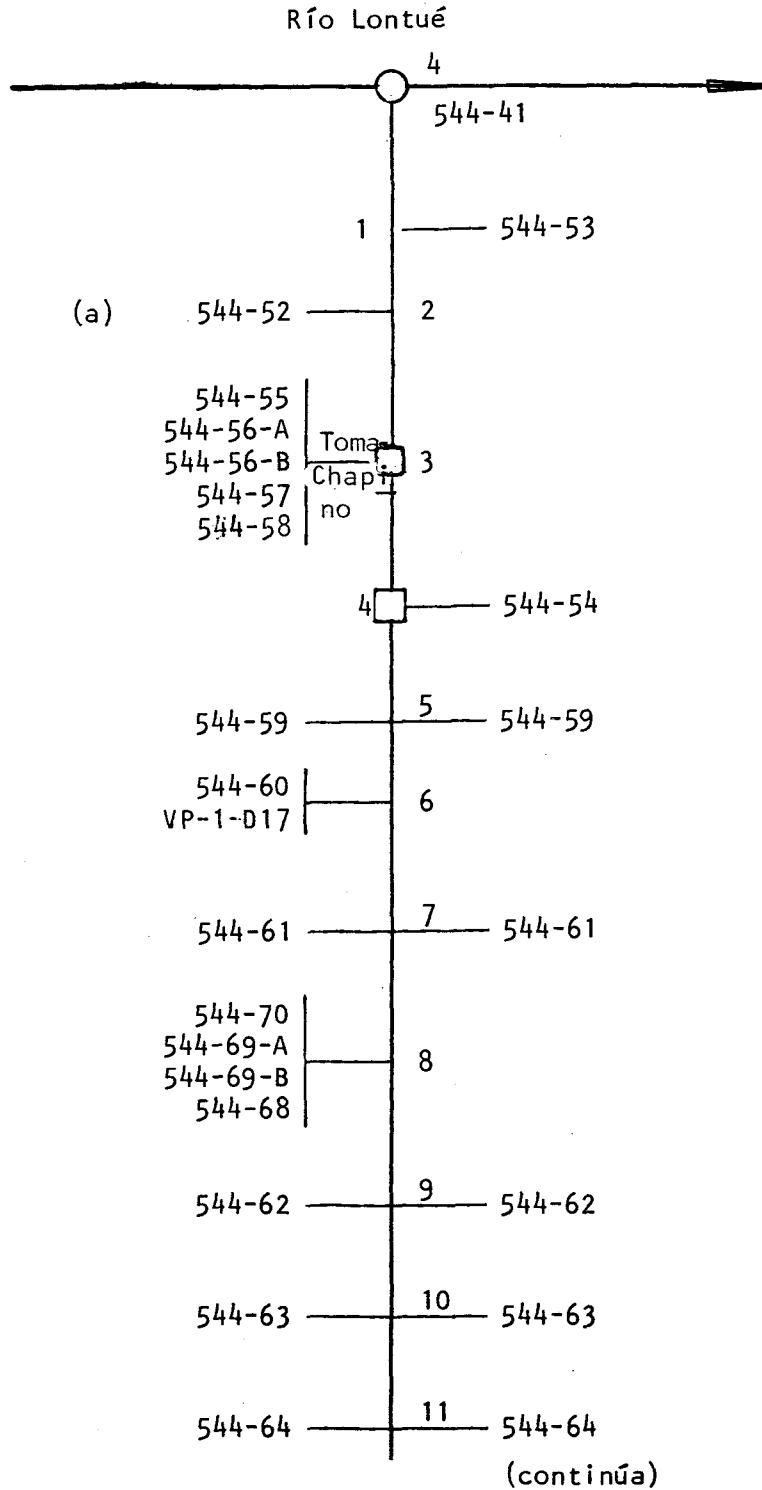 Río Lontué
4
544-41
1 544-53
(a) 544-52 2
544-55
544-56-A
544-56-B
544-57
544-58
Toma
Chapi
no
3
4 544-54
544-59 5 544-59
544-60
VP-1-D17
6
544-61 7 544-61
544-70
544-69-A
544-69-B
544-68
8
544-62 9 544-62
544-63 10 544-63
544-64 11 544-64
(continúa)